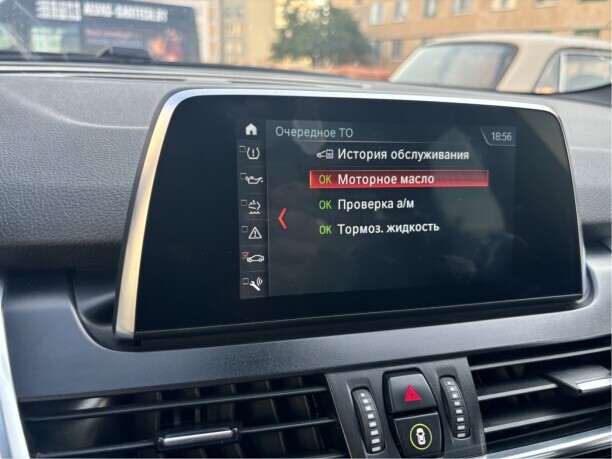 Очередное ТО
18:56
История обслуживания
OK Моторное масло
OK Проверка а/м
OK Тормоз. жидкость